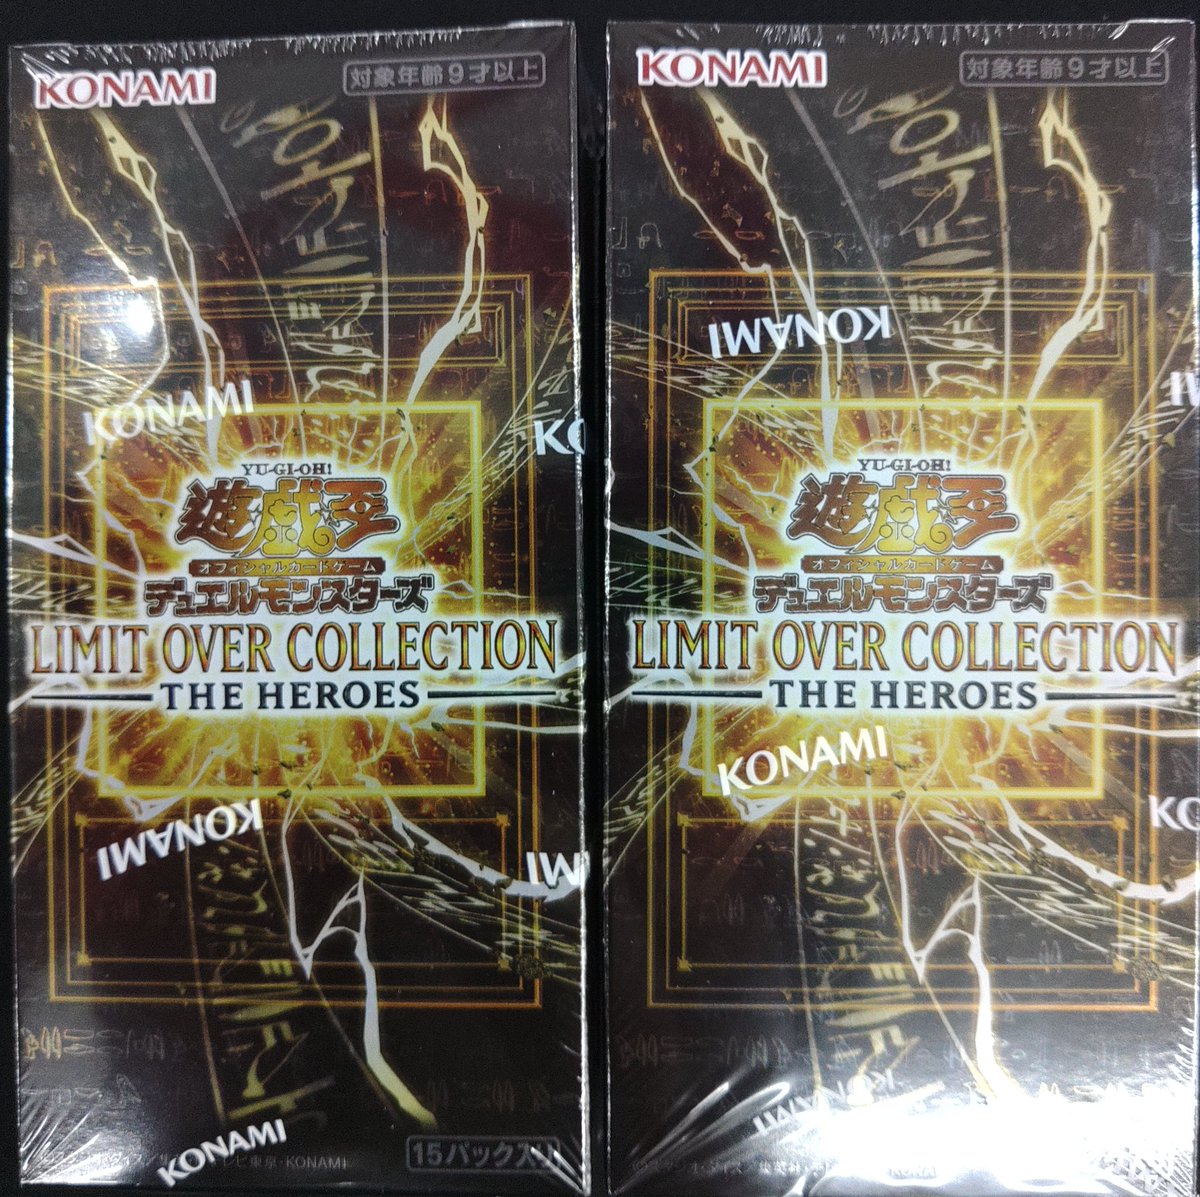 KONAMI
対象年齢9才以上
KONAMI
KONAMI
YU-GI-OH!
遊戯王
オフィシャルカードゲーム
デュエルモンスターズ
LIMIT OVER COLLECTION
THE HEROES
KONAMI
KONAMI
15パック入り
KONAMI
対象年齢9才以上
KONAMI
YU-GI-OH!
遊戯王
オフィシャルカードゲーム
デュエルモンスターズ
LIMIT OVER COLLECTION
THE HEROES
KONAMI
KONAMI